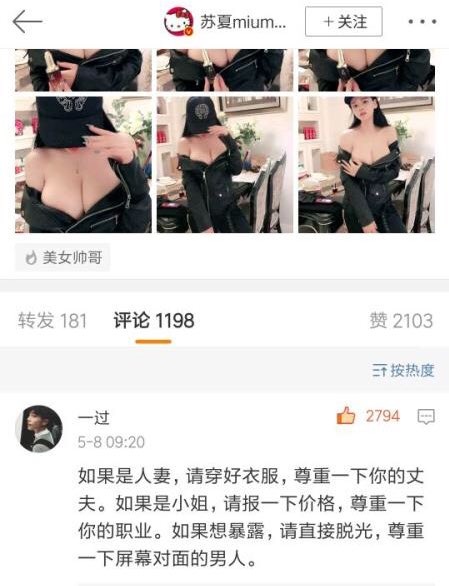 苏夏mium...
+关注
美女帅哥
转发 181
评论 1198
赞 2103
按热度
一过
2794
5-8 09:20
如果是人妻，请穿好衣服，尊重一下你的丈
夫。如果是小姐，请报一下价格，尊重一下
你的职业。如果想暴露，请直接脱光，尊重
一下屏幕对面的男人。